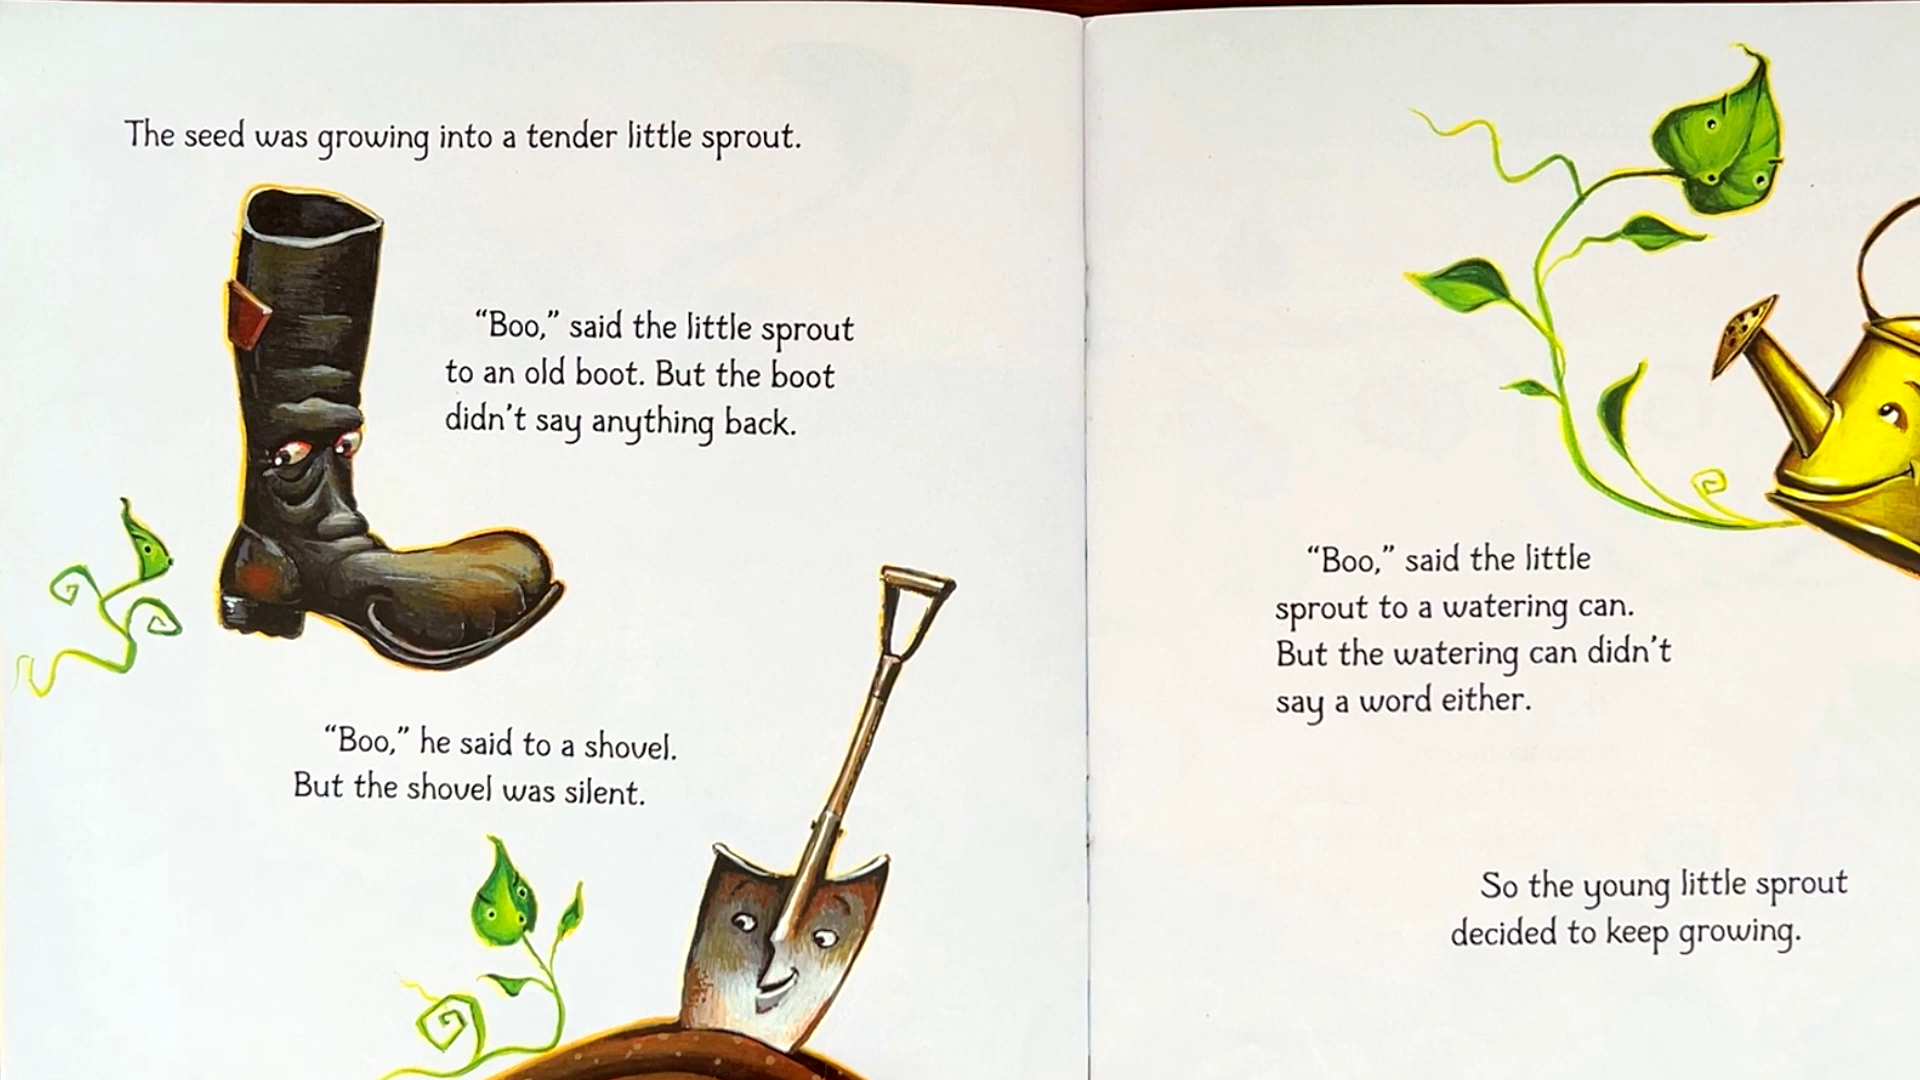 The seed was growing into a tender little sprout.
“Boo,” said the little sprout
to an old boot. But the boot
didn’t say anything back.
“Boo,” he said to a shovel.
But the shovel was silent.
“Boo,” said the little
sprout to a watering can.
But the watering can didn’t
say a word either.
So the young little sprout
decided to keep growing.